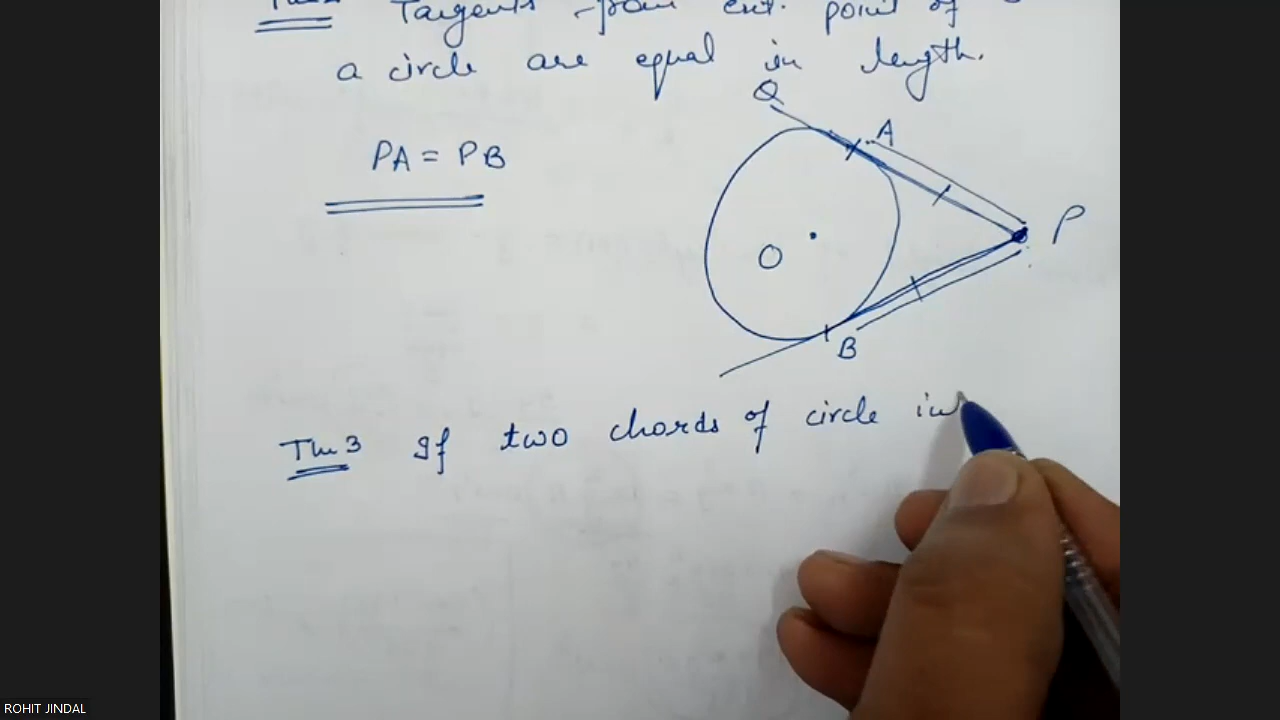 Tangents from ext. point of
a circle are equal in length.
Q
A
PA = PB
P
O
B
Thm 3 If two chords of circle in
ROHIT JINDAL